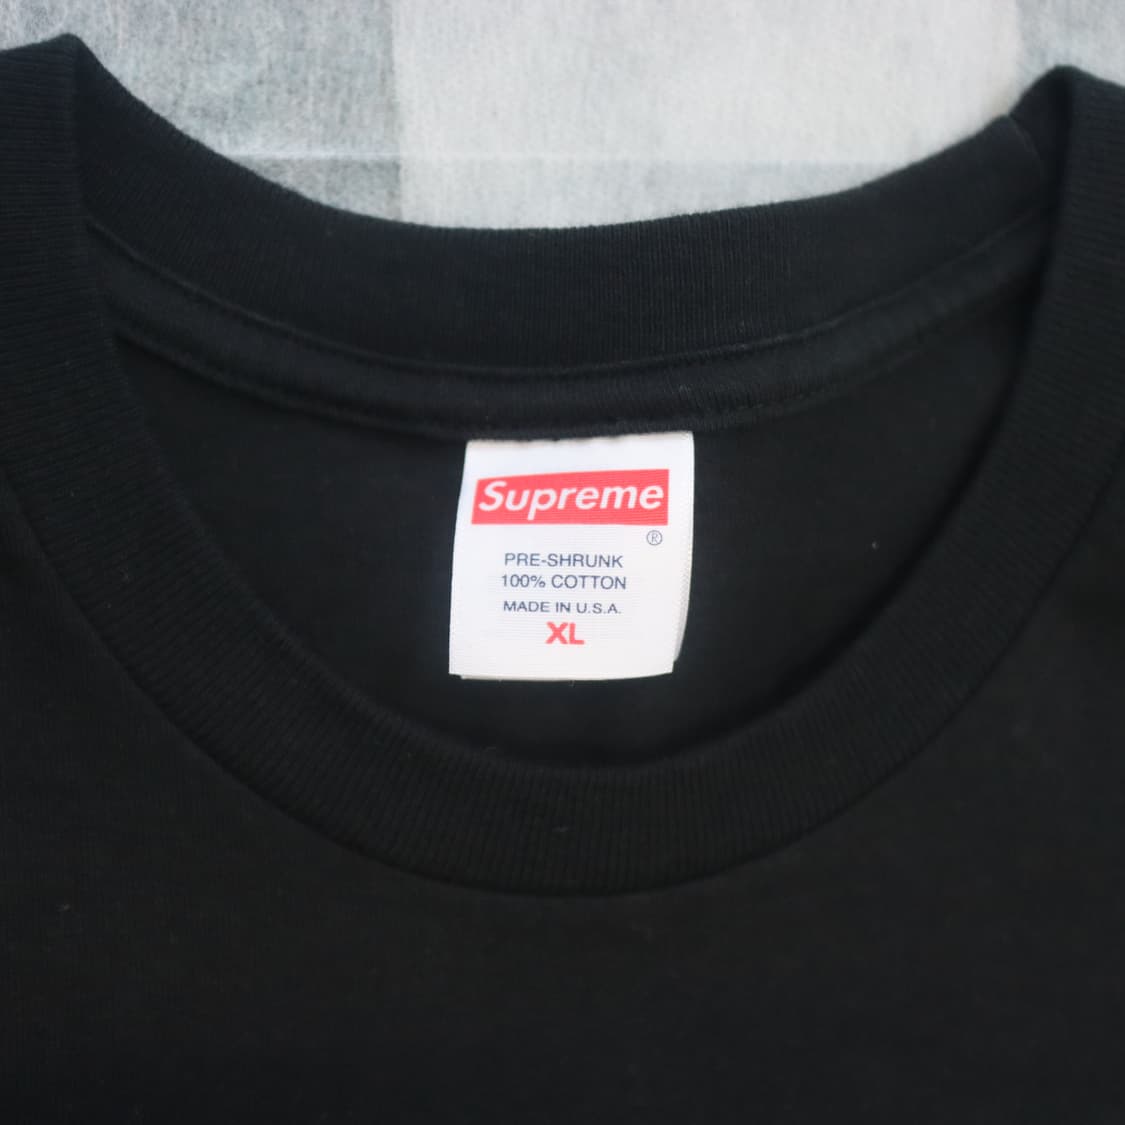 Supreme
®
PRE-SHRUNK
100% COTTON
MADE IN U.S.A.
XL